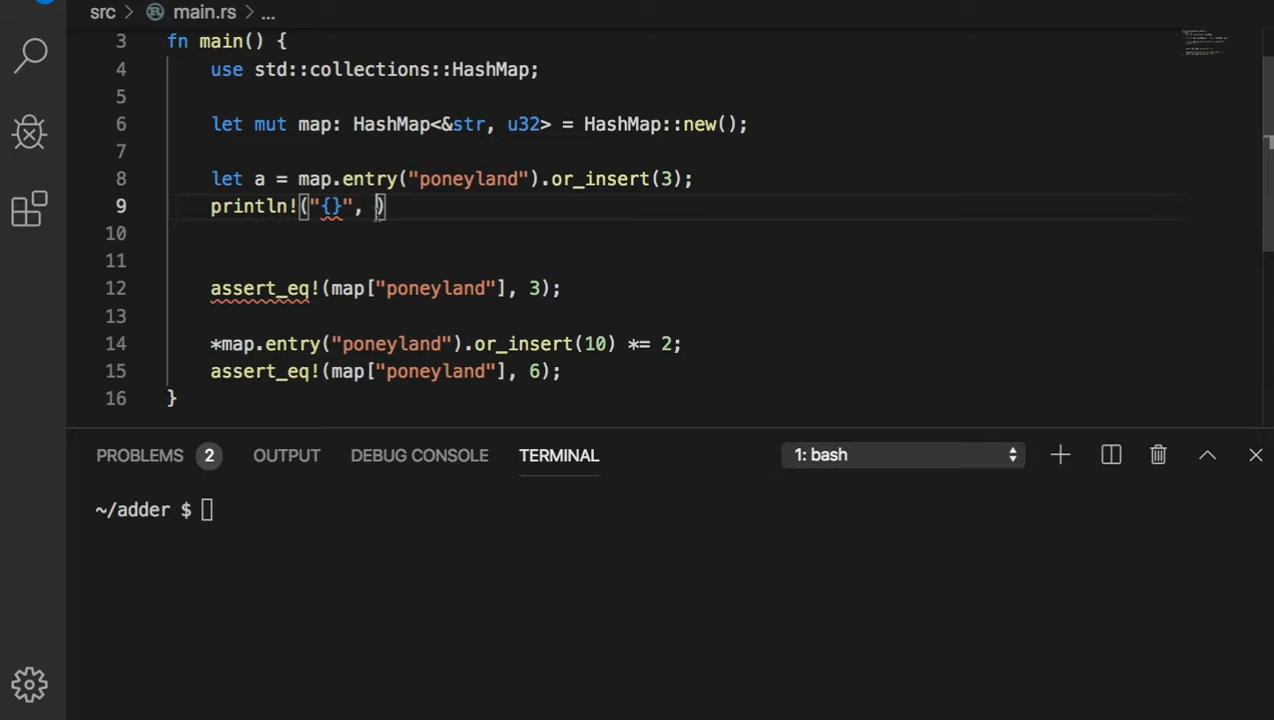 src > main.rs > ...
3 fn main() {
4 use std::collections::HashMap;
5
6 let mut map: HashMap<&str, u32> = HashMap::new();
7
8 let a = map.entry("poneyland").or_insert(3);
9 println!("{}", )
10
11
12 assert_eq!(map["poneyland"], 3);
13
14 *map.entry("poneyland").or_insert(10) *= 2;
15 assert_eq!(map["poneyland"], 6);
16 }
PROBLEMS 2 OUTPUT DEBUG CONSOLE TERMINAL 1: bash
~/adder $